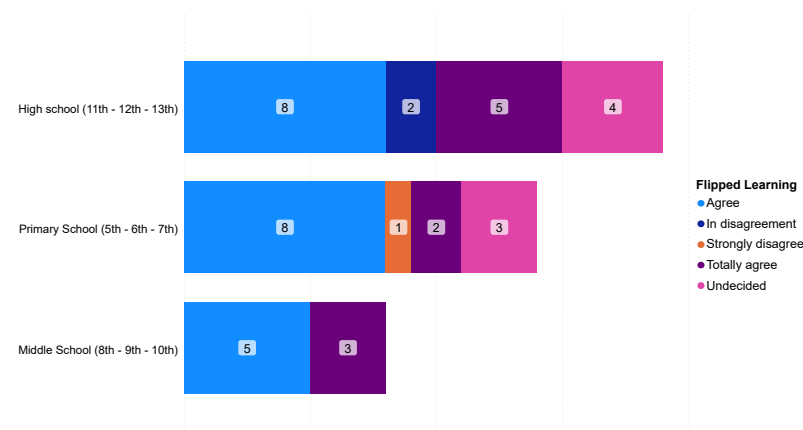 High school (11th - 12th - 13th)
8
2
5
4
Primary School (5th - 6th - 7th)
8
1
2
3
Middle School (8th - 9th - 10th)
5
3
Flipped Learning
Agree
In disagreement
Strongly disagree
Totally agree
Undecided